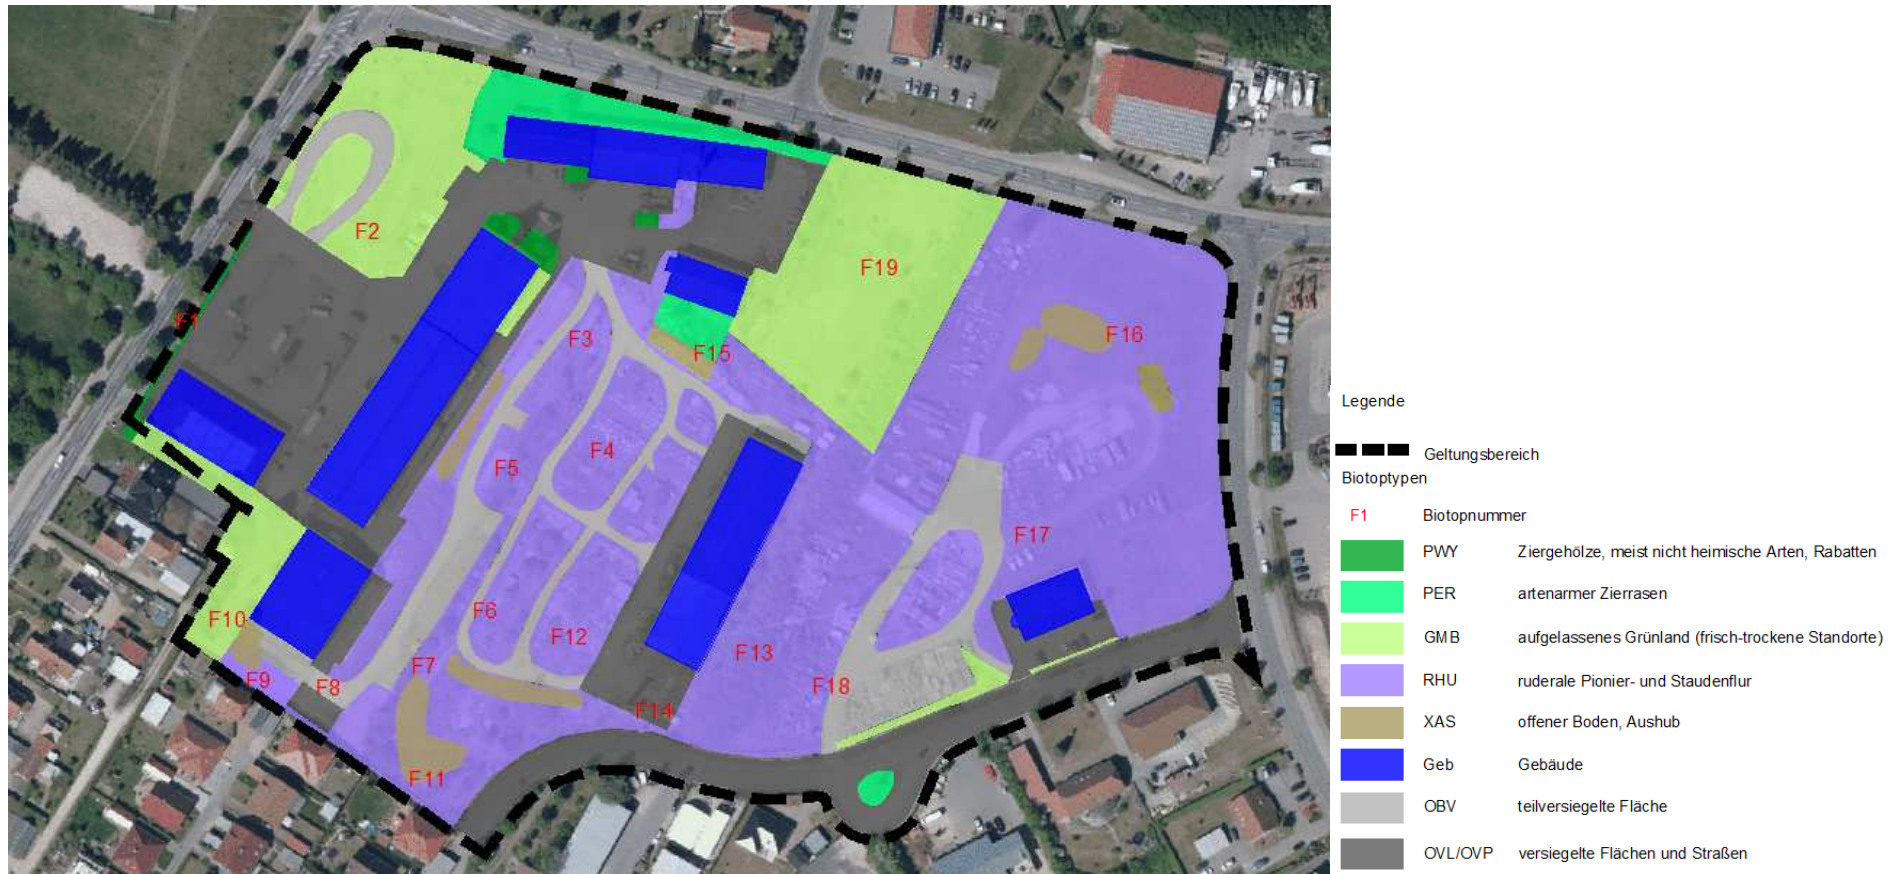 F2
F19
F1
F3
F16
F15
F4
F5
F17
F6
F10
F12
F13
F7
F9
F8
F18
F14
F11
Legende
Geltungsbereich
Biotoptypen
F1 Biotopnummer
PWY Ziergehölze, meist nicht heimische Arten, Rabatten
PER artenarmer Zierrasen
GMB aufgelassenes Grünland (frisch-trockene Standorte)
RHU ruderale Pionier- und Staudenflur
XAS offener Boden, Aushub
Geb Gebäude
OBV teilversiegelte Fläche
OVL/OVP versiegelte Flächen und Straßen